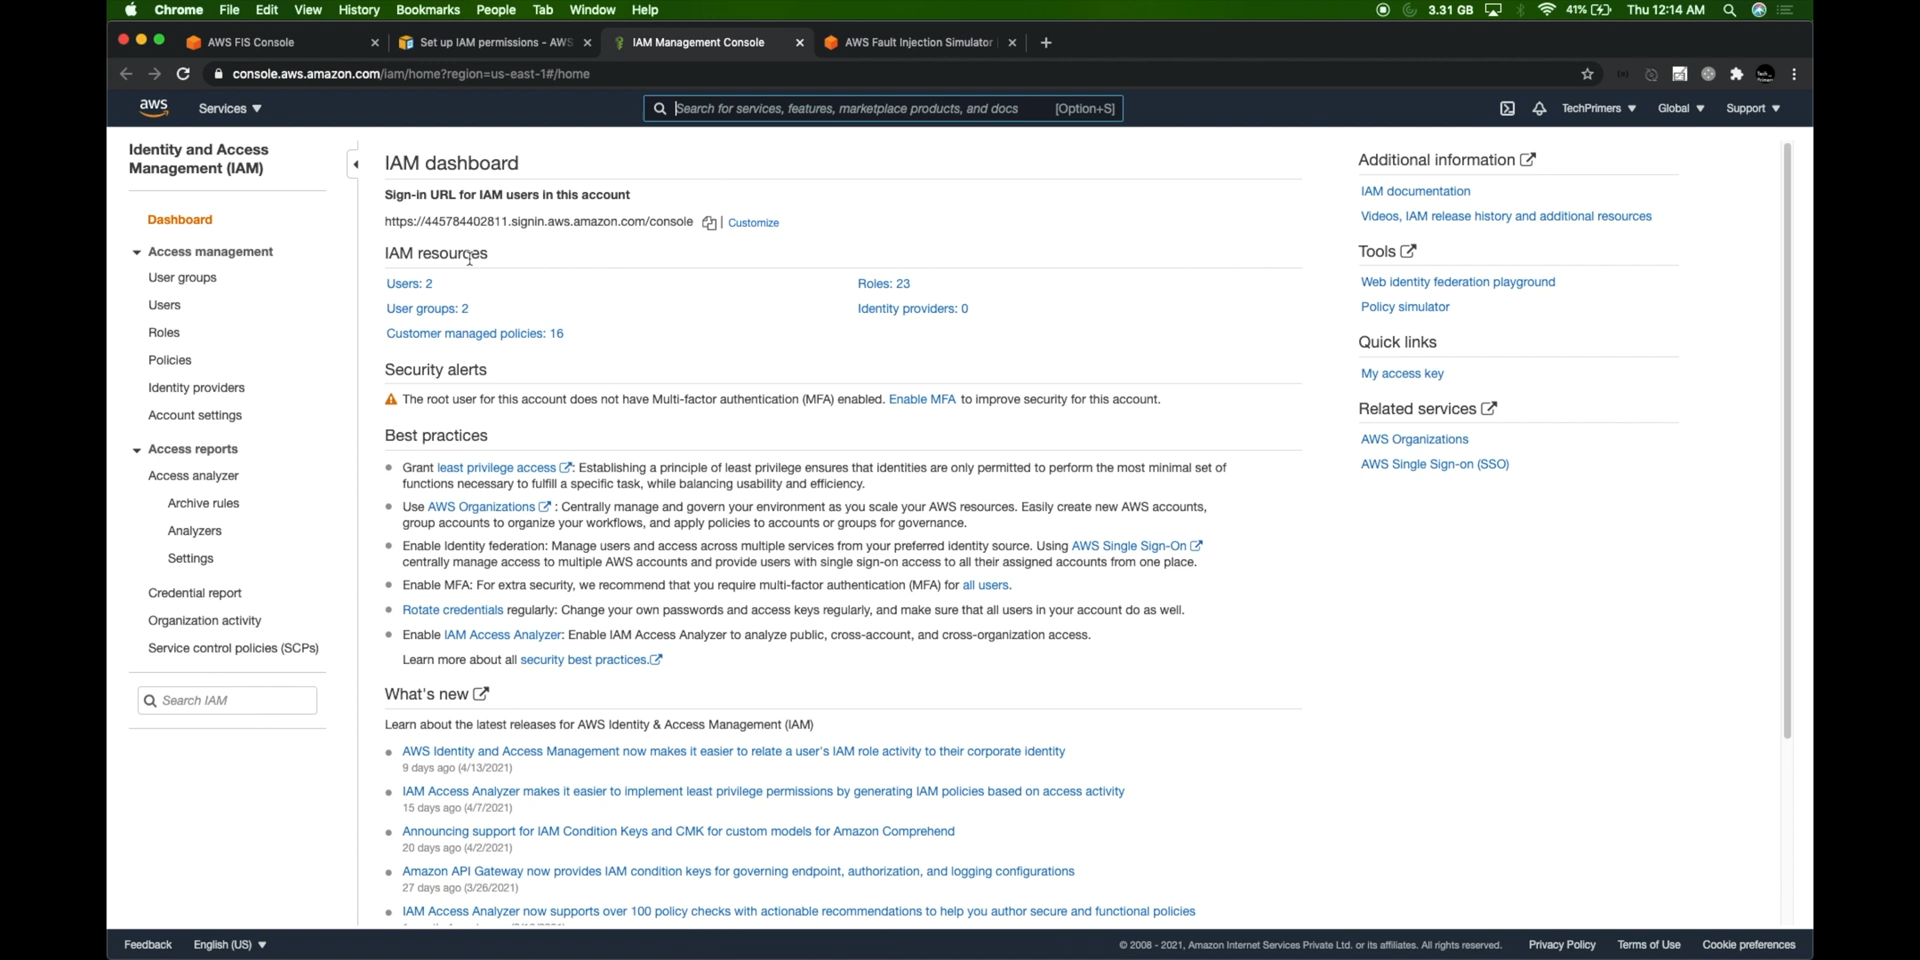 Chrome File Edit View History Bookmarks People Tab Window Help 3.31 GB 41% Thu 12:14 AM
AWS FIS Console Set up IAM permissions - AWS IAM Management Console AWS Fault Injection Simulator
console.aws.amazon.com/iam/home?region=us-east-1#/home
aws Services Search for services, features, marketplace products, and docs [Option+S] TechPrimers Global Support
Identity and Access
Management (IAM)
Dashboard
Access management
User groups
Users
Roles
Policies
Identity providers
Account settings
Access reports
Access analyzer
Archive rules
Analyzers
Settings
Credential report
Organization activity
Service control policies (SCPs)
Search IAM
IAM dashboard
Sign-in URL for IAM users in this account
https://445784402811.signin.aws.amazon.com/console | Customize
IAM resources
Users: 2 Roles: 23
User groups: 2 Identity providers: 0
Customer managed policies: 16
Security alerts
The root user for this account does not have Multi-factor authentication (MFA) enabled. Enable MFA to improve security for this account.
Best practices
Grant least privilege access : Establishing a principle of least privilege ensures that identities are only permitted to perform the most minimal set of
functions necessary to fulfill a specific task, while balancing usability and efficiency.
Use AWS Organizations : Centrally manage and govern your environment as you scale your AWS resources. Easily create new AWS accounts,
group accounts to organize your workflows, and apply policies to accounts or groups for governance.
Enable Identity federation: Manage users and access across multiple services from your preferred identity source. Using AWS Single Sign-On
centrally manage access to multiple AWS accounts and provide users with single sign-on access to all their assigned accounts from one place.
Enable MFA: For extra security, we recommend that you require multi-factor authentication (MFA) for all users.
Rotate credentials regularly: Change your own passwords and access keys regularly, and make sure that all users in your account do as well.
Enable IAM Access Analyzer: Enable IAM Access Analyzer to analyze public, cross-account, and cross-organization access.
Learn more about all security best practices.
What's new
Learn about the latest releases for AWS Identity & Access Management (IAM)
AWS Identity and Access Management now makes it easier to relate a user's IAM role activity to their corporate identity
9 days ago (4/13/2021)
IAM Access Analyzer makes it easier to implement least privilege permissions by generating IAM policies based on access activity
15 days ago (4/7/2021)
Announcing support for IAM Condition Keys and CMK for custom models for Amazon Comprehend
20 days ago (4/2/2021)
Amazon API Gateway now provides IAM condition keys for governing endpoint, authorization, and logging configurations
27 days ago (3/26/2021)
IAM Access Analyzer now supports over 100 policy checks with actionable recommendations to help you author secure and functional policies
Additional information
IAM documentation
Videos, IAM release history and additional resources
Tools
Web identity federation playground
Policy simulator
Quick links
My access key
Related services
AWS Organizations
AWS Single Sign-on (SSO)
Feedback English (US) © 2008 - 2021, Amazon Internet Services Private Ltd. or its affiliates. All rights reserved. Privacy Policy Terms of Use Cookie preferences